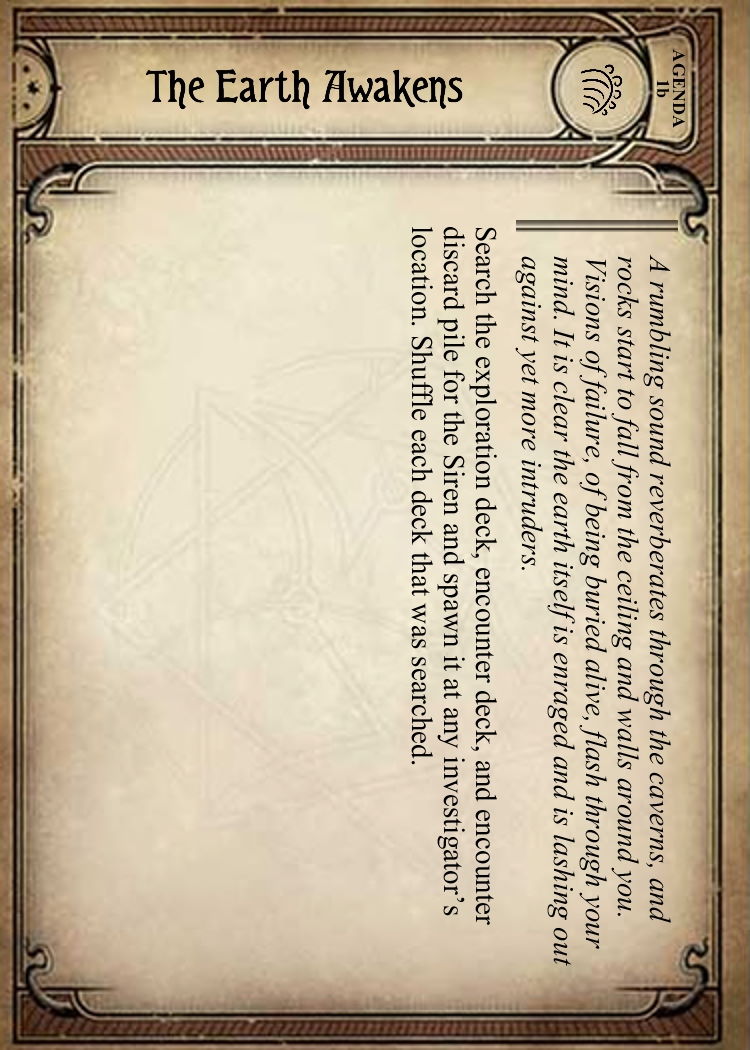 AGENDA
1b
The Earth Awakens
A rumbling sound reverberates through the caverns, and
rocks start to fall from the ceiling and walls around you.
Visions of failure, of being buried alive, flash through your
mind. It is clear the earth itself is enraged and is lashing out
against yet more intruders.
Search the exploration deck, encounter deck, and encounter
discard pile for the Siren and spawn it at any investigator's
location. Shuffle each deck that was searched.